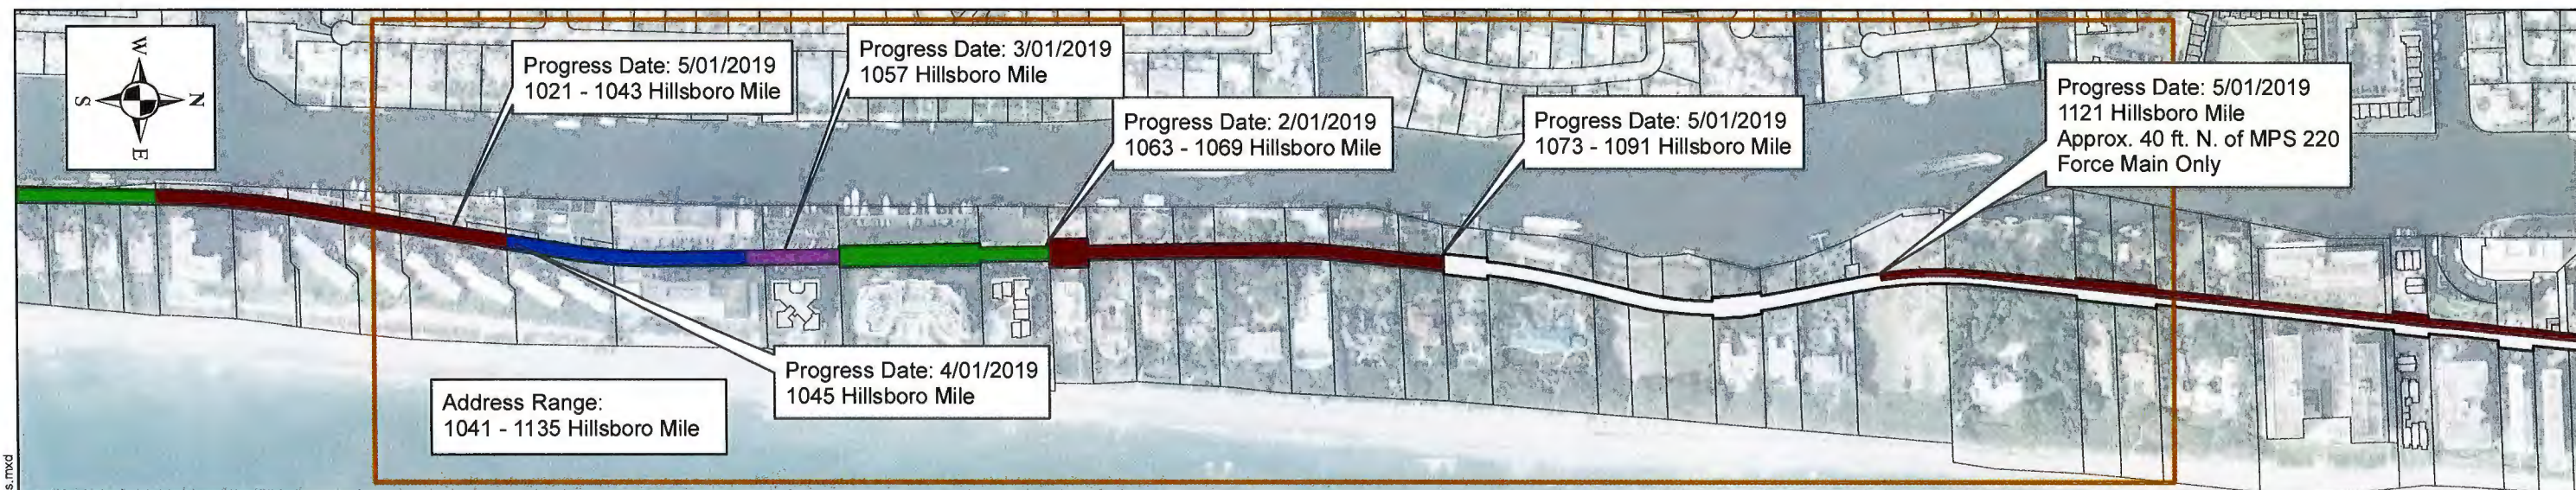 W
S
N
E
Progress Date: 5/01/2019
1021 - 1043 Hillsboro Mile
Progress Date: 3/01/2019
1057 Hillsboro Mile
Progress Date: 2/01/2019
1063 - 1069 Hillsboro Mile
Progress Date: 5/01/2019
1073 - 1091 Hillsboro Mile
Progress Date: 5/01/2019
1121 Hillsboro Mile
Approx. 40 ft. N. of MPS 220
Force Main Only
Progress Date: 4/01/2019
1045 Hillsboro Mile
Address Range:
1041 - 1135 Hillsboro Mile
s.mxd